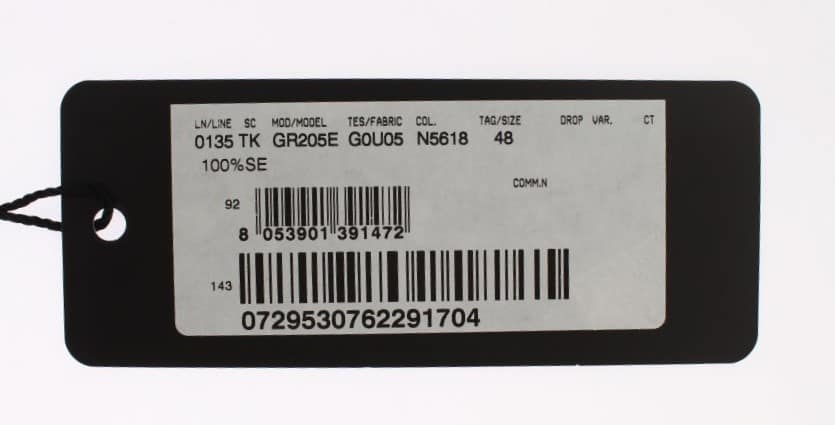 LN/LINE SC MOD/MODEL TES/FABRIC COL. TAG/SIZE DROP VAR. CT
0135 TK GR205E G0U05 N5618 48
100%SE
COMM.N
92
8 053901 391472
143
0729530762291704